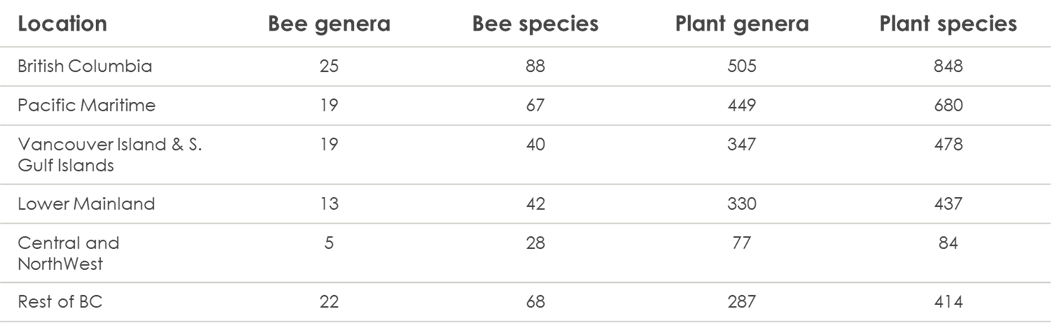 Location Bee genera Bee species Plant genera Plant species
British Columbia 25 88 505 848
Pacific Maritime 19 67 449 680
Vancouver Island & S. 19 40 347 478
Gulf Islands
Lower Mainland 13 42 330 437
Central and 5 28 77 84
NorthWest
Rest of BC 22 68 287 414